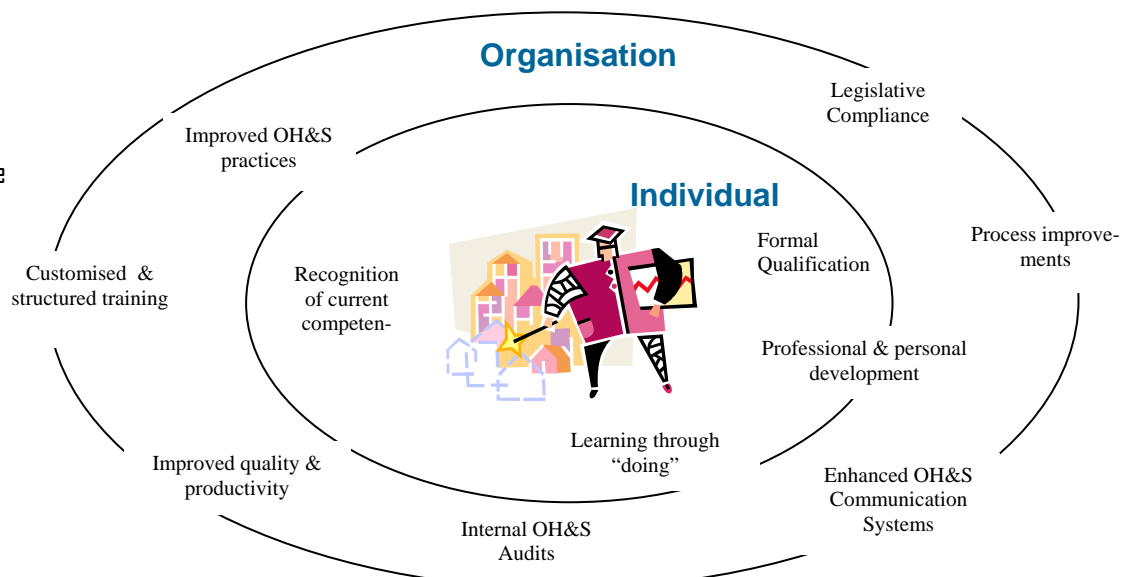 Organisation
Legislative
Compliance
Improved OH&S
practices
Individual
Formal
Qualification
Process improve-
ments
Customised &
structured training
Recognition
of current
competen-
Professional & personal
development
Learning through
“doing”
Improved quality &
productivity
Enhanced OH&S
Communication
Systems
Internal OH&S
Audits